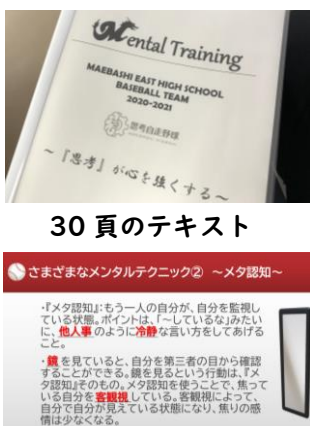 Mental Training
MAEBASHI EAST HIGH SCHOOL
BASEBALL TEAM
2020-2021
思考自走野球
～『思考』が心を強くする～
30 頁のテキスト
さまざまなメンタルテクニック② ～メタ認知～
・『メタ認知』：もう一人の自分が、自分を監視し
ている状態。ポイントは、「～しているな」みたい
に、他人事のように冷静な言い方をしてあげる
こと。
・鏡を見ていると、自分を第三者の目から確認
することができる。鏡を見るという行動は、『メ
タ認知』そのもの。メタ認知を使うことで、焦って
いる自分を客観視している。客観視によって、
自分で自分が見えている状態になり、焦りの感
情は少なくなる。